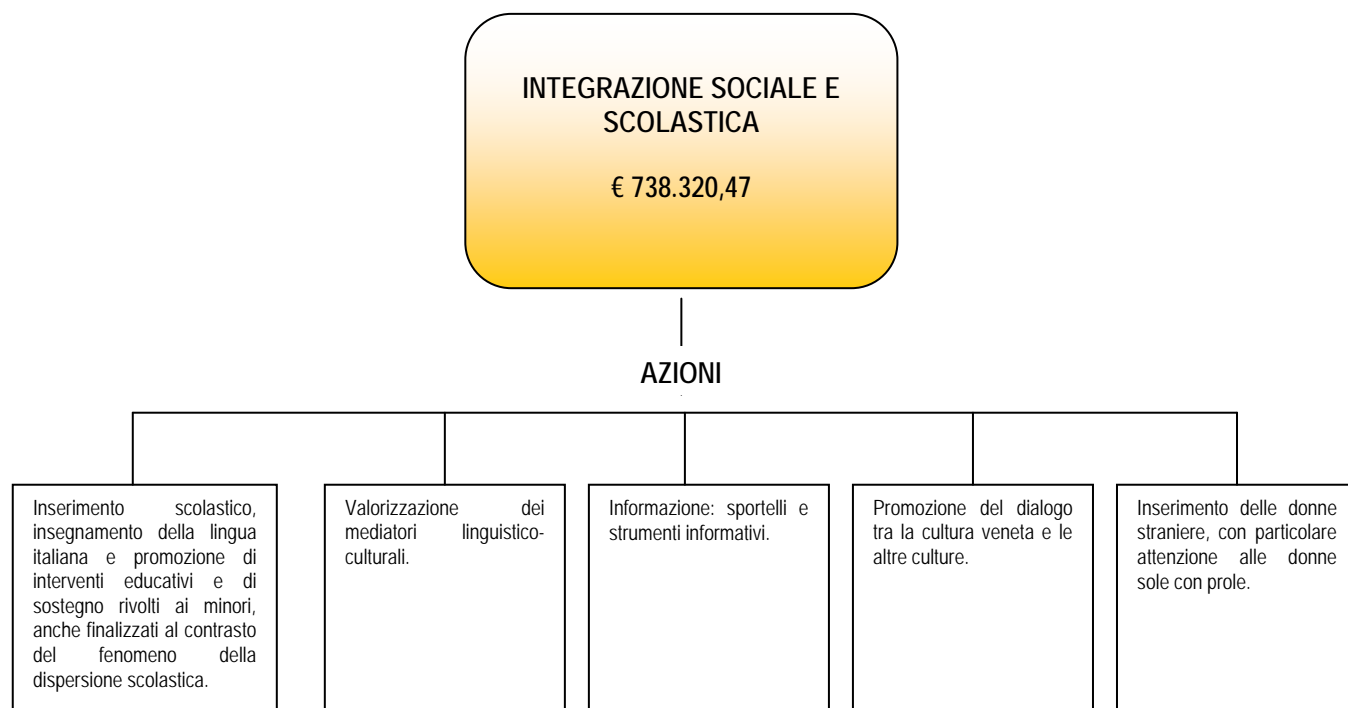 INTEGRAZIONE SOCIALE E
SCOLASTICA
€ 738.320,47
AZIONI
Inserimento scolastico,
insegnamento della lingua
italiana e promozione di
interventi educativi e di
sostegno rivolti ai minori,
anche finalizzati al contrasto
del fenomeno della
dispersione scolastica.
Valorizzazione dei
mediatori linguistico-
culturali.
Informazione: sportelli e
strumenti informativi.
Promozione del dialogo
tra la cultura veneta e le
altre culture.
Inserimento delle donne
straniere, con particolare
attenzione alle donne
sole con prole.